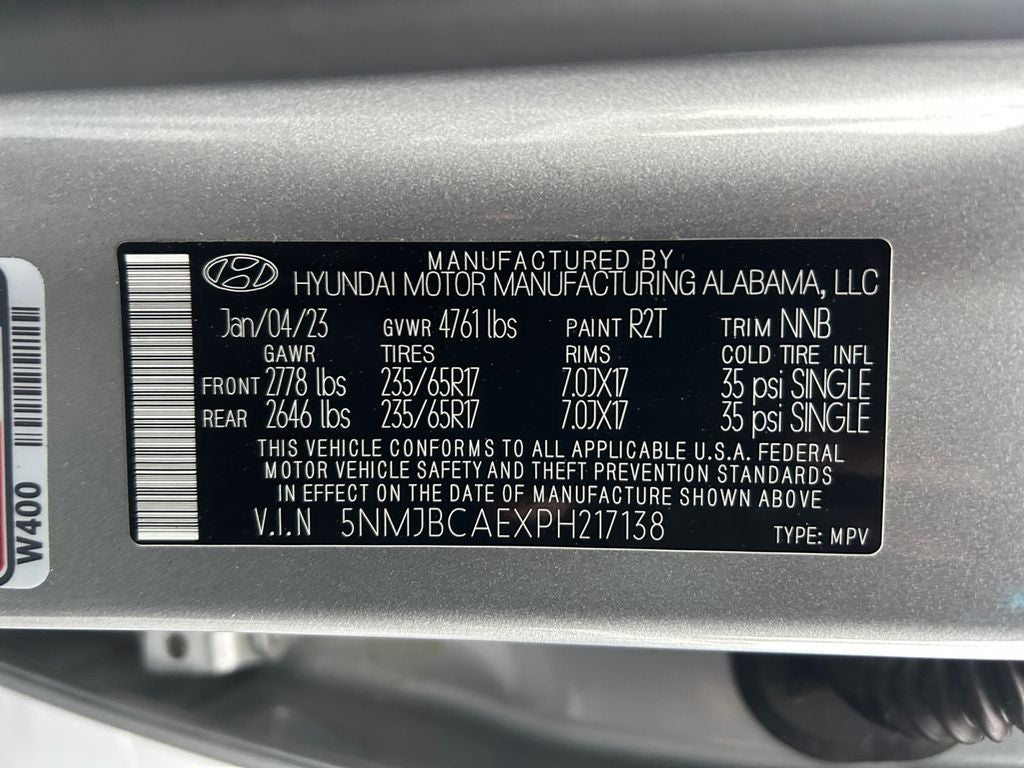 MANUFACTURED BY
HYUNDAI MOTOR MANUFACTURING ALABAMA, LLC
Jan/04/23 GVWR 4761 lbs PAINT R2T TRIM NNB
GAWR TIRES RIMS COLD TIRE INFL
FRONT 2778 lbs 235/65R17 7.0JX17 35 psi SINGLE
REAR 2646 lbs 235/65R17 7.0JX17 35 psi SINGLE
THIS VEHICLE CONFORMS TO ALL APPLICABLE U.S.A. FEDERAL
MOTOR VEHICLE SAFETY AND THEFT PREVENTION STANDARDS
IN EFFECT ON THE DATE OF MANUFACTURE SHOWN ABOVE.
V.I.N 5NMJBCAEXPH217138 TYPE: MPV
W400